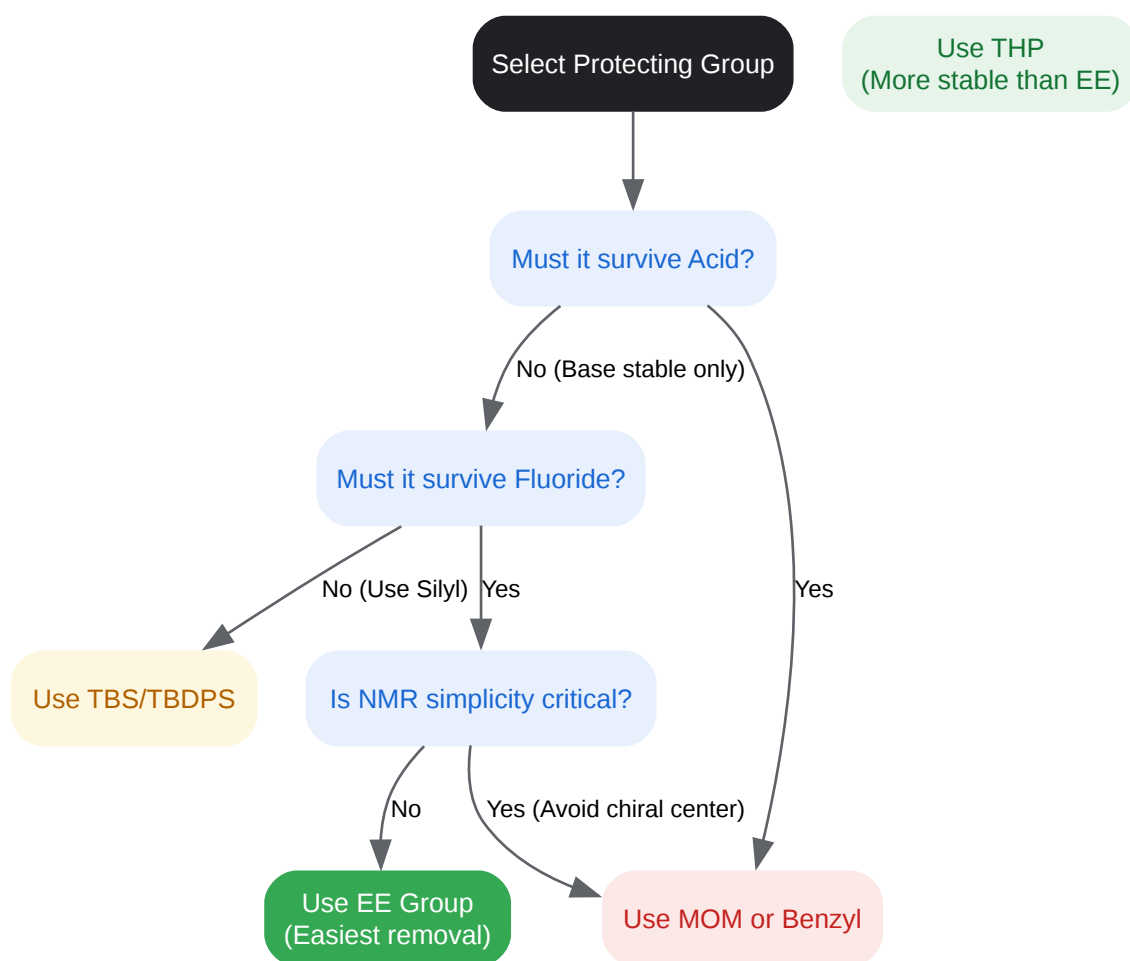 Select Protecting Group
Use THP
(More stable than EE)
Must it survive Acid?
No (Base stable only)
Must it survive Fluoride?
No (Use Silyl)
Yes
Yes
Use TBS/TBDPS
Is NMR simplicity critical?
No
Yes (Avoid chiral center)
Use EE Group
(Easiest removal)
Use MOM or Benzyl